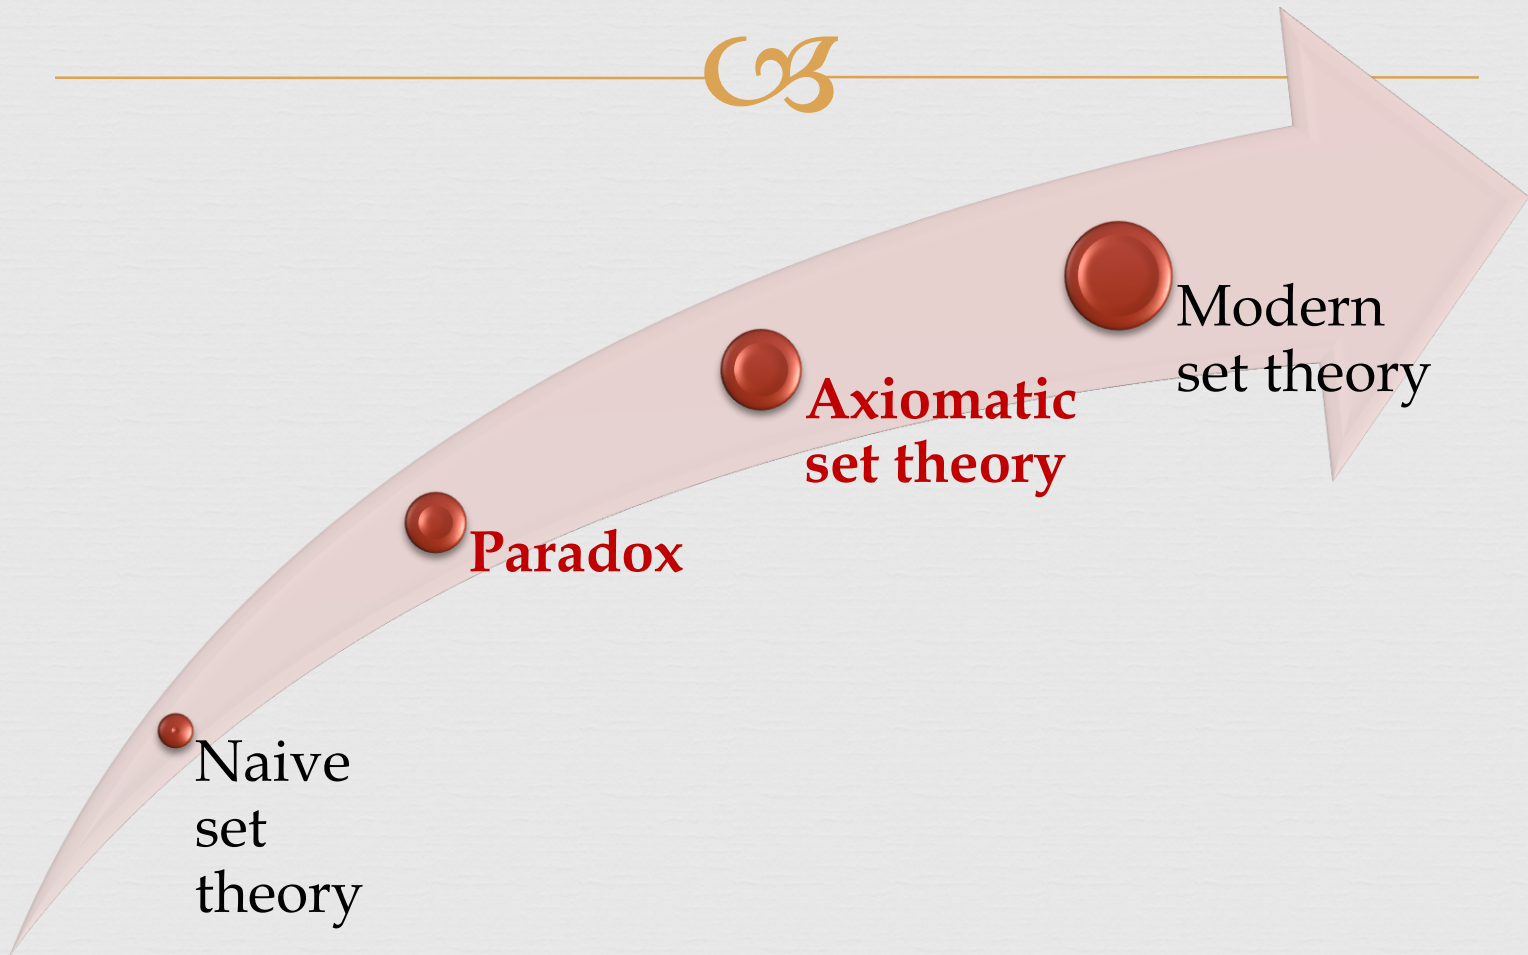 Naive
set
theory
Paradox
Axiomatic
set theory
Modern
set theory